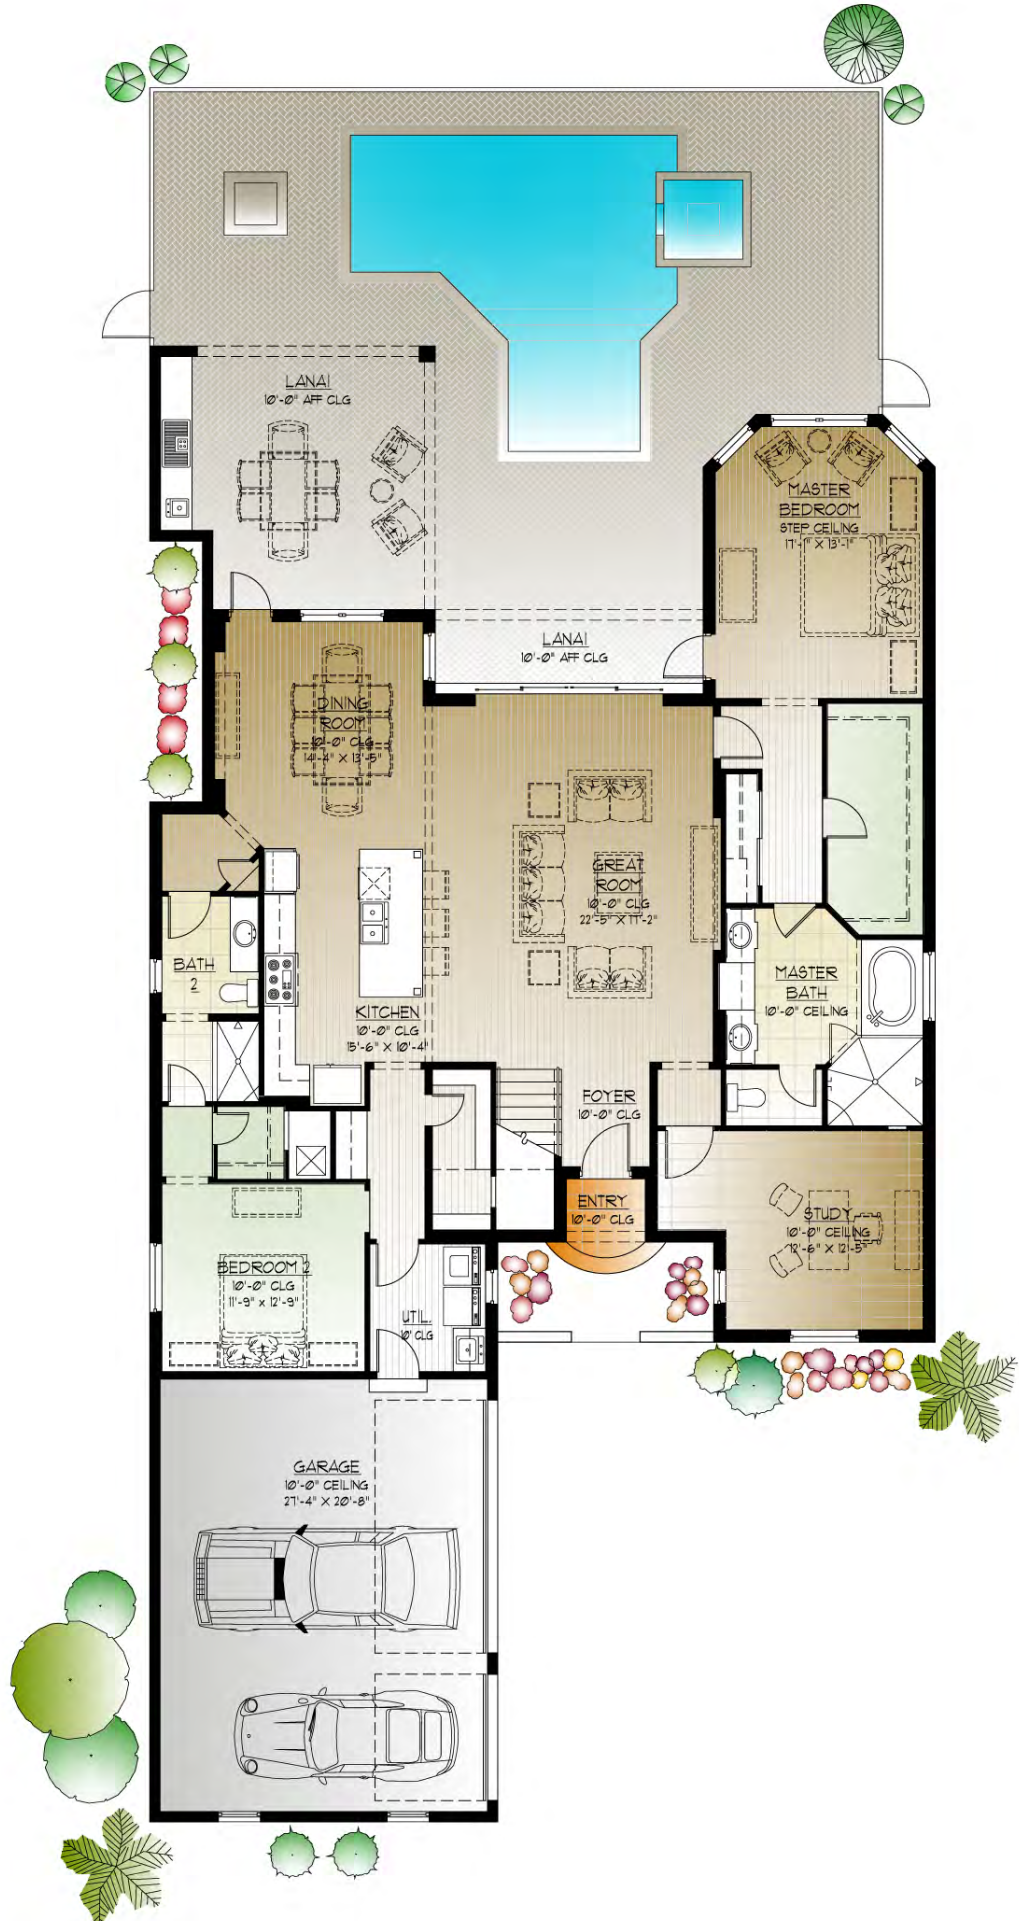 LANAI
10'-0" AFF CLG
MASTER
BEDROOM
STEP CEILING
17'-1" X 13'-1"
LANAI
10'-0" AFF CLG
DINING
ROOM
10'-0" CLG
14'-4" X 13'-5"
GREAT
ROOM
10'-0" CLG
22'-5" X 17'-2"
BATH
2
MASTER
BATH
10'-0" CEILING
KITCHEN
10'-0" CLG
15'-6" X 10'-4"
FOYER
10'-0" CLG
ENTRY
10'-0" CLG
STUDY
10'-0" CEILING
12'-6" X 12'-5"
BEDROOM 2
10'-0" CLG
11'-9" X 12'-9"
UTIL.
10' CLG
GARAGE
10'-0" CEILING
27'-4" X 20'-8"